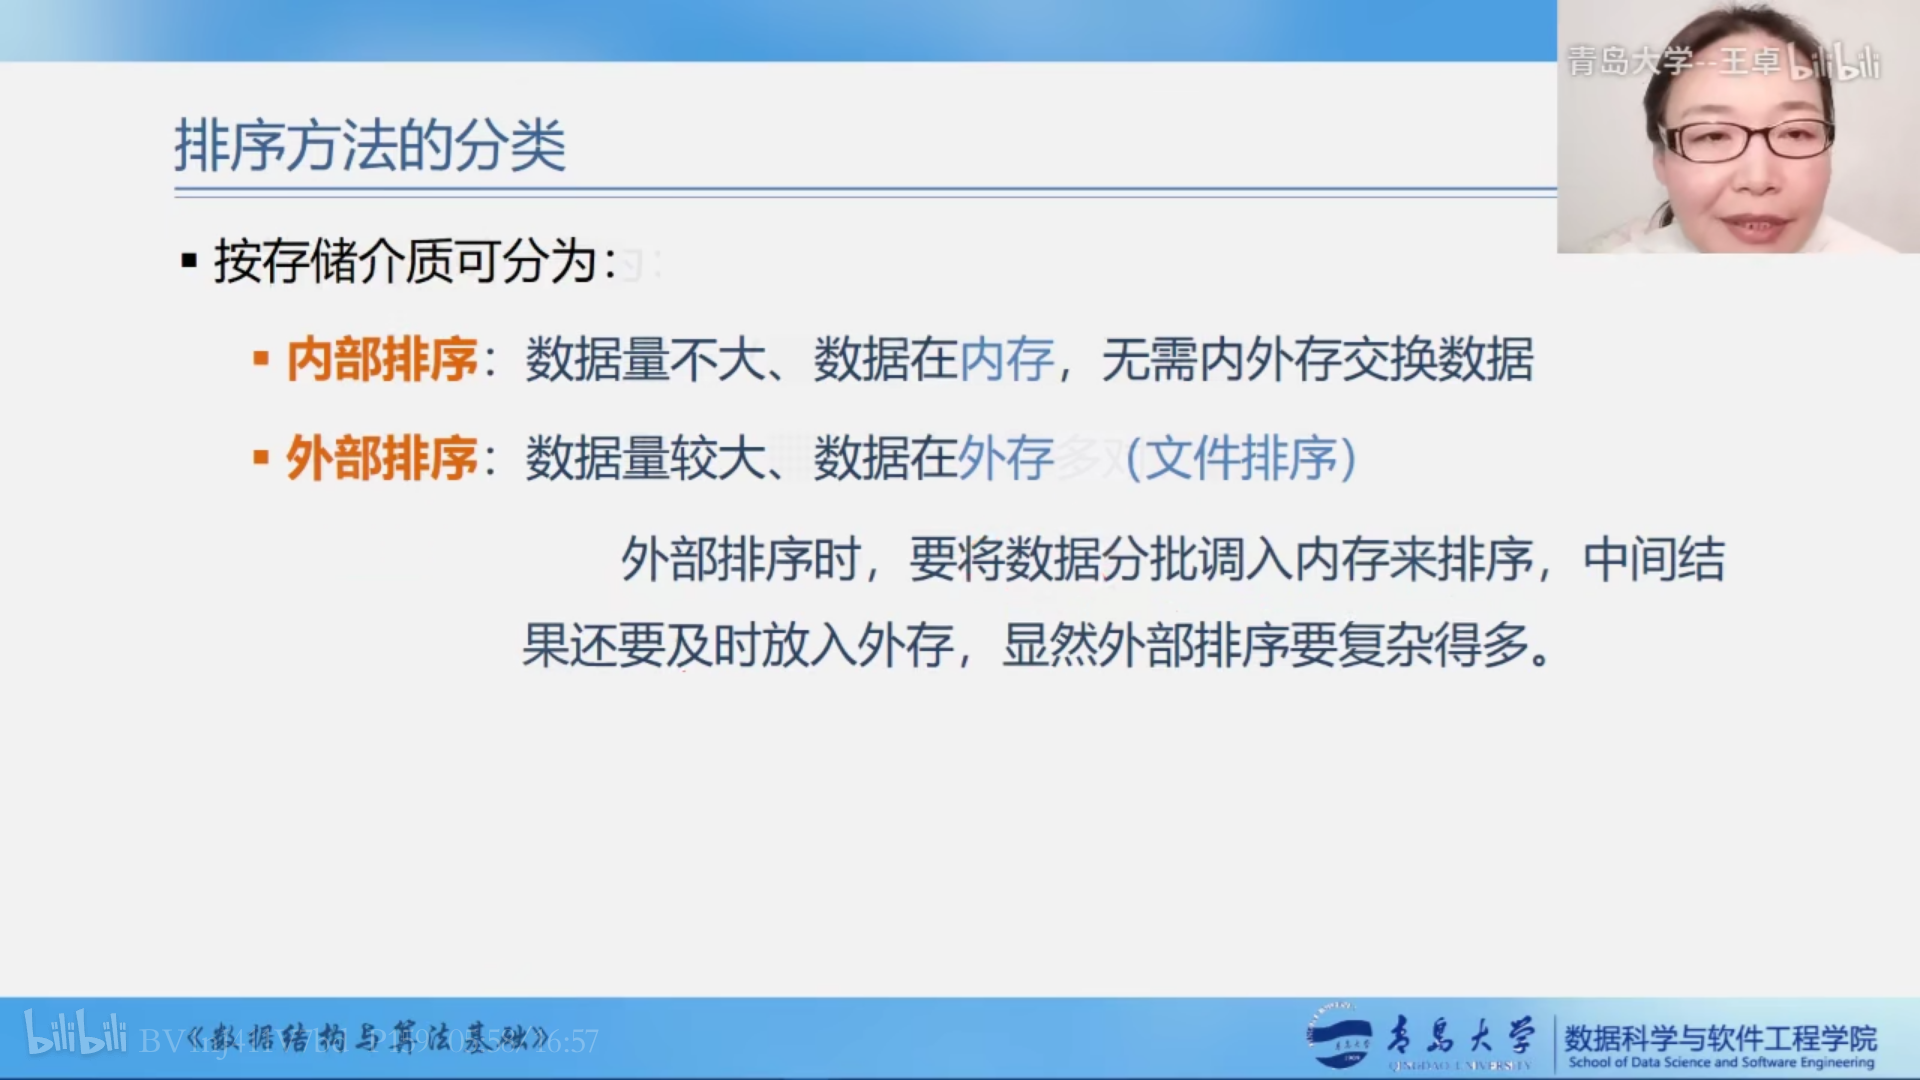 青岛大学--王卓 bilibili
排序方法的分类
▪ 按存储介质可分为：
▪ 内部排序：数据量不大、数据在内存，无需内外存交换数据
▪ 外部排序：数据量较大、数据在外存 （文件排序）
外部排序时，要将数据分批调入内存来排序，中间结
果还要及时放入外存，显然外部排序要复杂得多。
bilibili
《数据结构与算法基础》
青岛大学
QINGDAO UNIVERSITY
数据科学与软件工程学院
School of Data Science and Software Engineering